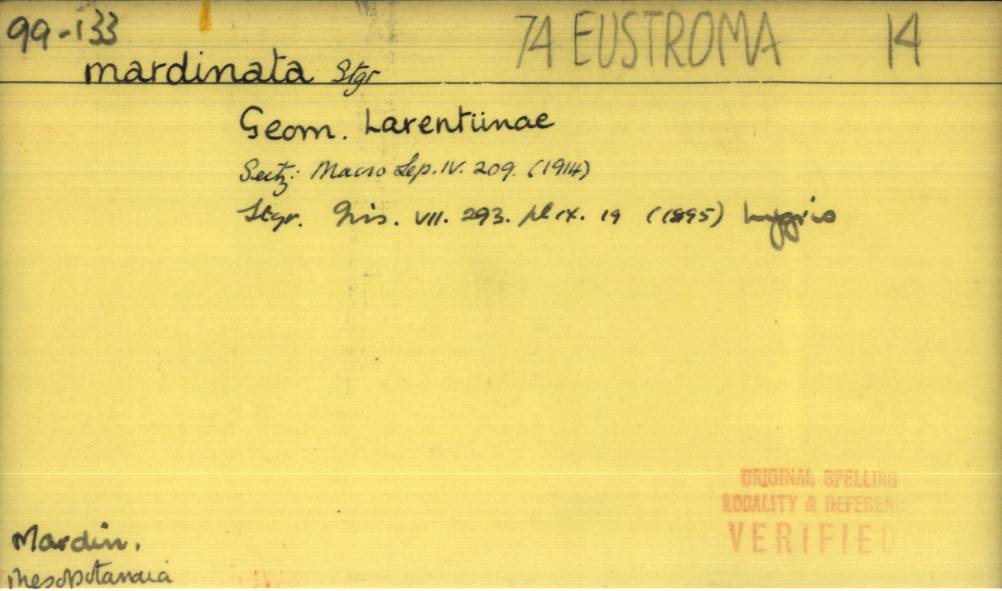 99-133 74 EUSTROMA 14
mardinata Stgr
Geom. Larentiinae
Seitz: Macro Lep. IV. 209. (1914)
Stgr. Iris. VII. 293. pl IX. 19 (1895) Lygris
ORIGINAL SPELLING
LOCALITY & REFERENCE
VERIFIED
Mardin.
Mesopotamia